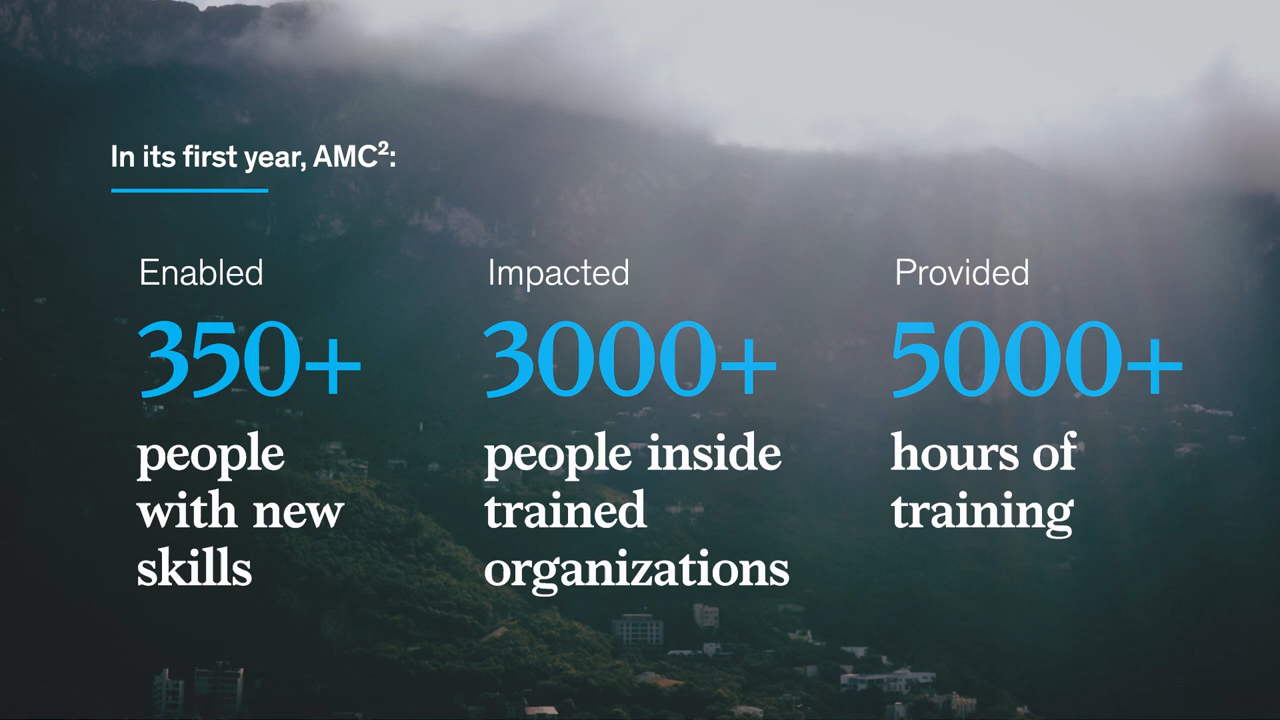 In its first year, AMC²:
Enabled
350+
people
with new
skills
Impacted
3000+
people inside
trained
organizations
Provided
5000+
hours of
training